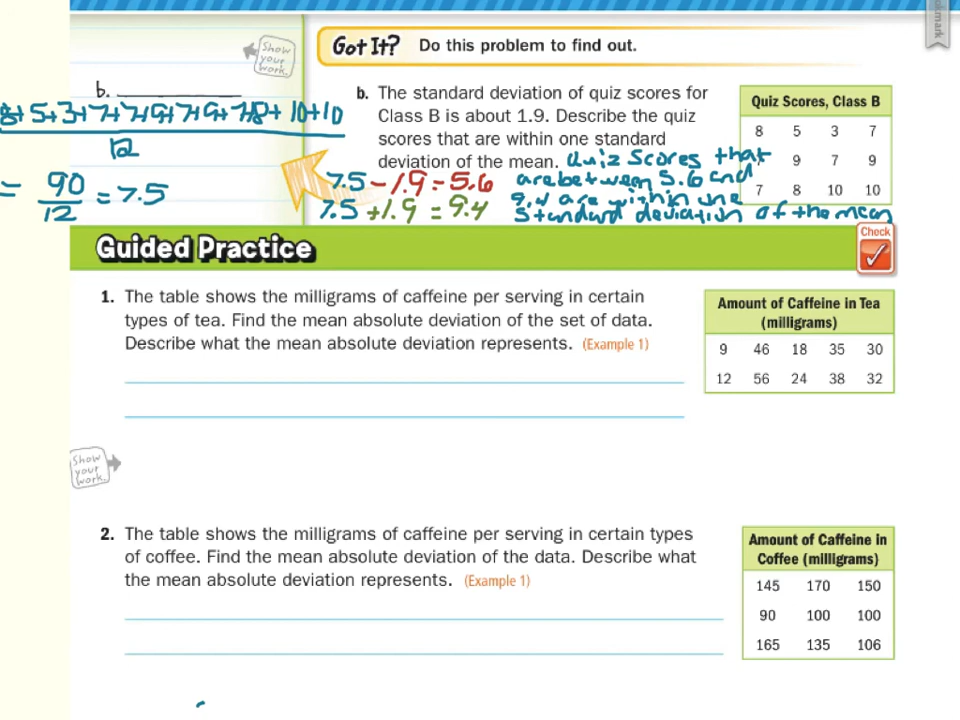 olumark
Show your work.
Got It? Do this problem to find out.
b. ___________
8+5+3+7+7+9+7+9+7+8+10+10
12
= 90/12 = 7.5
b. The standard deviation of quiz scores for
Class B is about 1.9. Describe the quiz
scores that are within one standard
deviation of the mean. Quiz scores that
are between 5.6 and
9.4 are within one
standard deviation of the mean
7.5 - 1.9 = 5.6
7.5 + 1.9 = 9.4
Quiz Scores, Class B
8 5 3 7
9 7 9
7 8 10 10
Guided Practice
Check
1. The table shows the milligrams of caffeine per serving in certain
types of tea. Find the mean absolute deviation of the set of data.
Describe what the mean absolute deviation represents. (Example 1)
Amount of Caffeine in Tea
(milligrams)
9 46 18 35 30
12 56 24 38 32
Show your work.
2. The table shows the milligrams of caffeine per serving in certain types
of coffee. Find the mean absolute deviation of the data. Describe what
the mean absolute deviation represents. (Example 1)
Amount of Caffeine in
Coffee (milligrams)
145 170 150
90 100 100
165 135 106